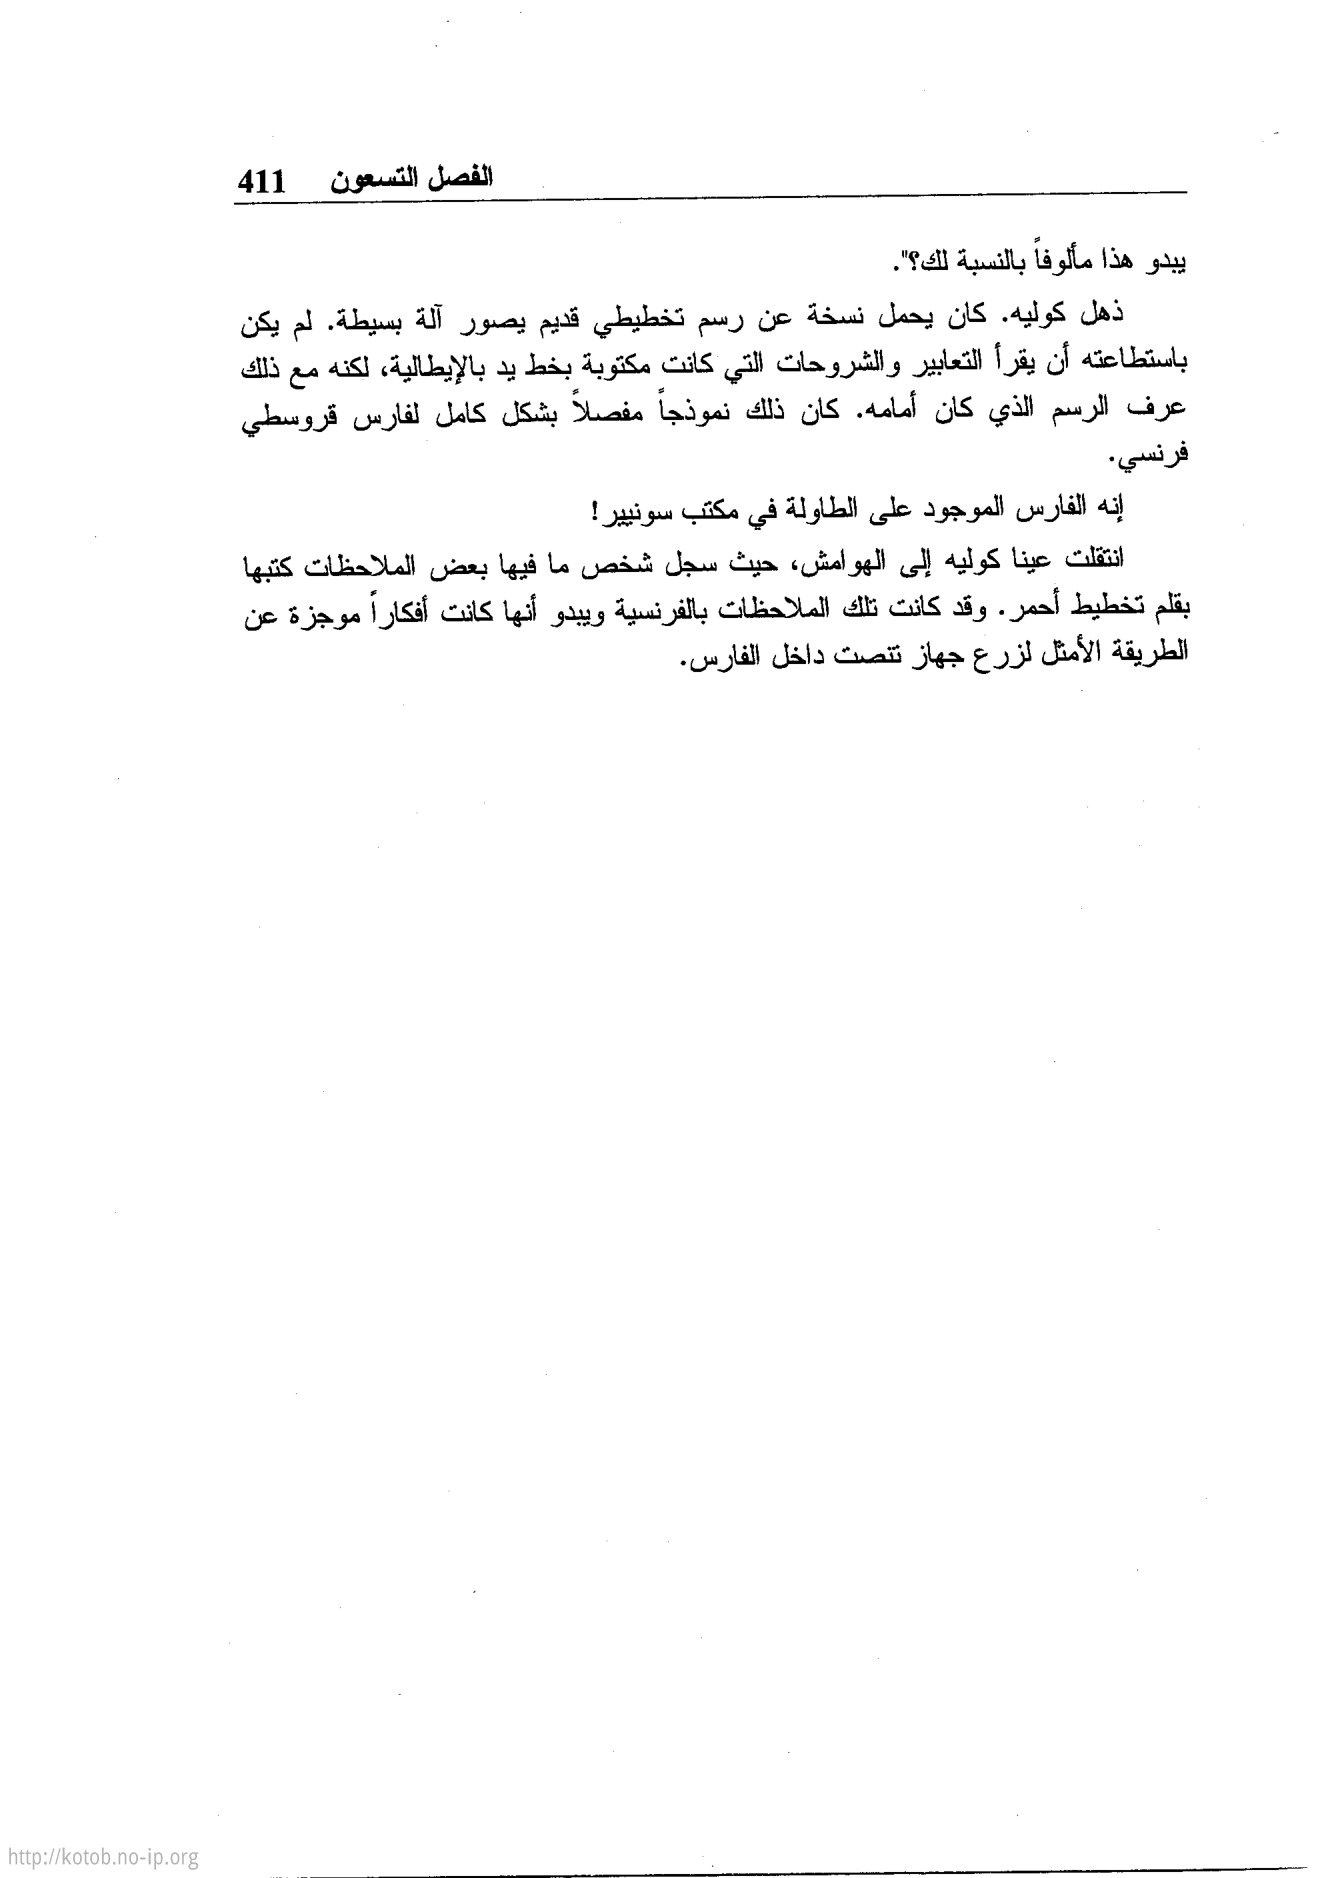 الفصل التسعون 411
يبدو هذا مألوفاً بالنسبة لك؟".
ذهل كوليه. كان يحمل نسخة عن رسم تخطيطي قديم يصور آلة بسيطة. لم يكن
باستطاعته أن يقرأ التعابير والشروحات التي كانت مكتوبة بخط يد بالإيطالية، لكنه مع ذلك
عرف الرسم الذي كان أمامه. كان ذلك نموذجاً مفصلاً بشكل كامل لفارس قروسطي
فرنسي.
إنه الفارس الموجود على الطاولة في مكتب سونيير!
انتقلت عينا كوليه إلى الهوامش، حيث سجل شخص ما فيها بعض الملاحظات كتبها
بقلم تخطيط أحمر. وقد كانت تلك الملاحظات بالفرنسية ويبدو أنها كانت أفكاراً موجزة عن
الطريقة الأمثل لزرع جهاز تنصت داخل الفارس.
http://kotob.no-ip.org